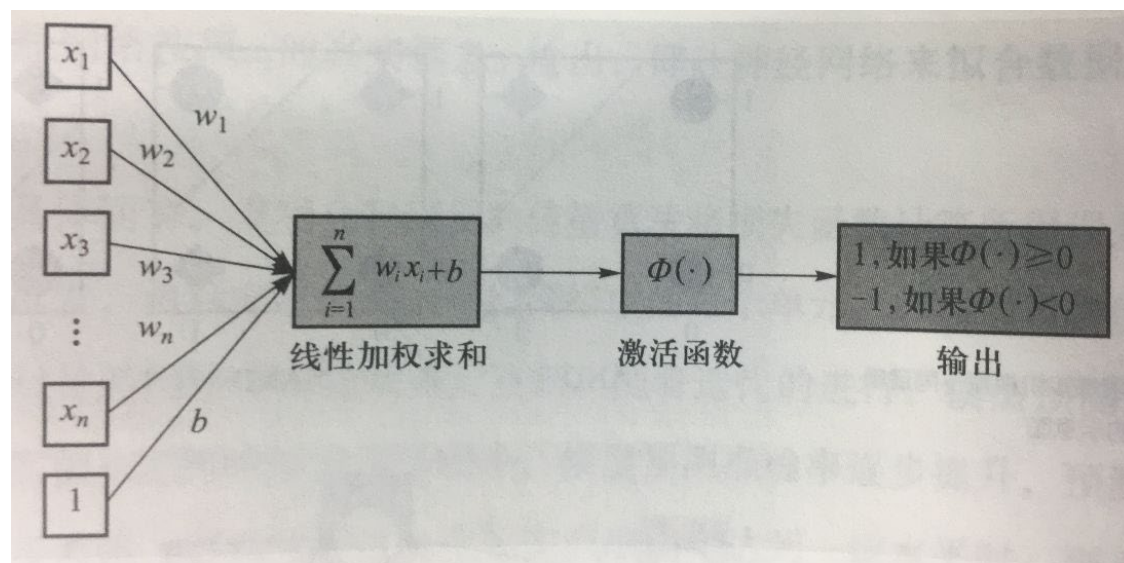 x₁
x₂
x₃
⋮
xₙ
1
w₁
w₂
w₃
wₙ
b
∑ᵢ₌₁ⁿ wᵢxᵢ+b
线性加权求和
Φ(·)
激活函数
1,如果Φ(·)≥0
-1,如果Φ(·)<0
输出